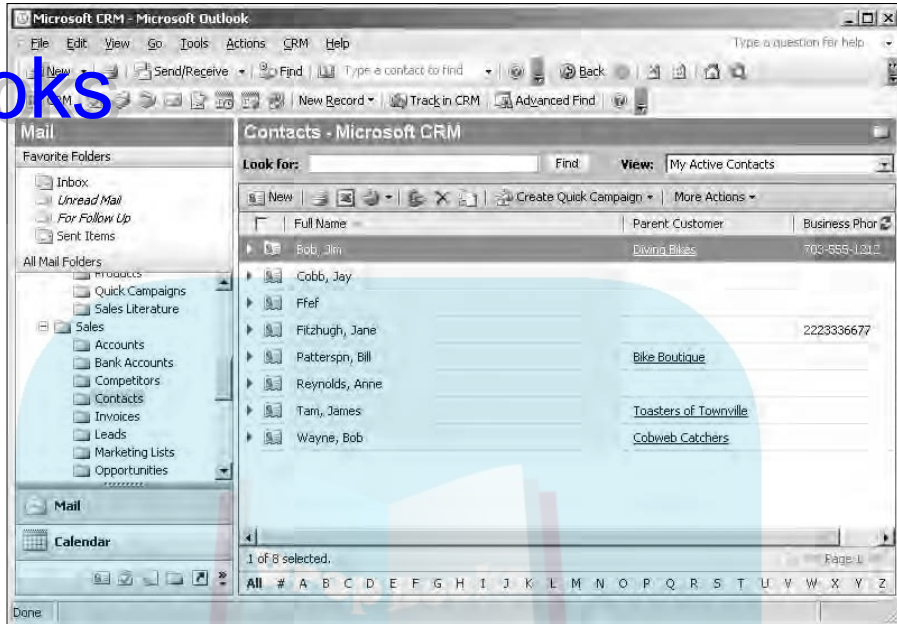 Microsoft CRM - Microsoft Outlook
File Edit View Go Tools Actions CRM Help Type a question for help
New Send/Receive Find Type a contact to find Back
CRM New Record Track in CRM Advanced Find
oks
Mail
Favorite Folders
Inbox
Unread Mail
For Follow Up
Sent Items
All Mail Folders
Products
Quick Campaigns
Sales Literature
Sales
Accounts
Bank Accounts
Competitors
Contacts
Invoices
Leads
Marketing Lists
Opportunities
Mail
Calendar
Contacts - Microsoft CRM
Look for: Find View: My Active Contacts
New Create Quick Campaign More Actions
Full Name Parent Customer Business Phor
Bob, Jim Diving Bikes 703-555-1212
Cobb, Jay
Ffef
Fitzhugh, Jane 2223336677
Patterspn, Bill Bike Boutique
Reynolds, Anne
Tam, James Toasters of Townville
Wayne, Bob Cobweb Catchers
1 of 8 selected. Page 1
All # A B C D E F G H I J K L M N O P Q R S T U V W X Y Z
Done